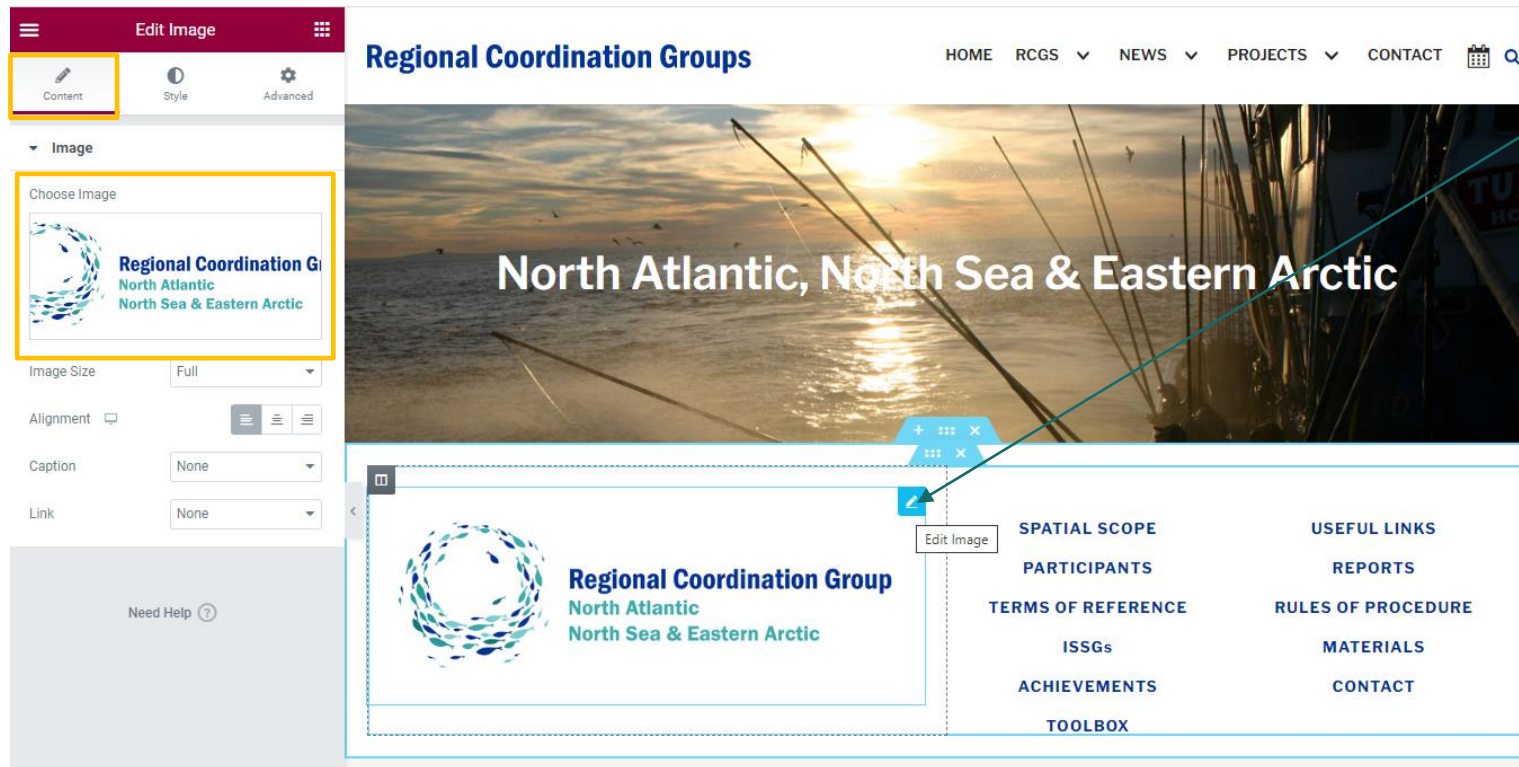 Edit Image
Content
Style
Advanced
Image
Choose Image
Regional Coordination G
North Atlantic
North Sea & Eastern Arctic
Image Size
Full
Alignment
Caption
None
Link
None
Need Help ?
Regional Coordination Groups
HOME RCGS NEWS PROJECTS CONTACT
North Atlantic, North Sea & Eastern Arctic
TU
HO
Edit Image
Regional Coordination Group
North Atlantic
North Sea & Eastern Arctic
SPATIAL SCOPE
PARTICIPANTS
TERMS OF REFERENCE
ISSGs
ACHIEVEMENTS
TOOLBOX
USEFUL LINKS
REPORTS
RULES OF PROCEDURE
MATERIALS
CONTACT